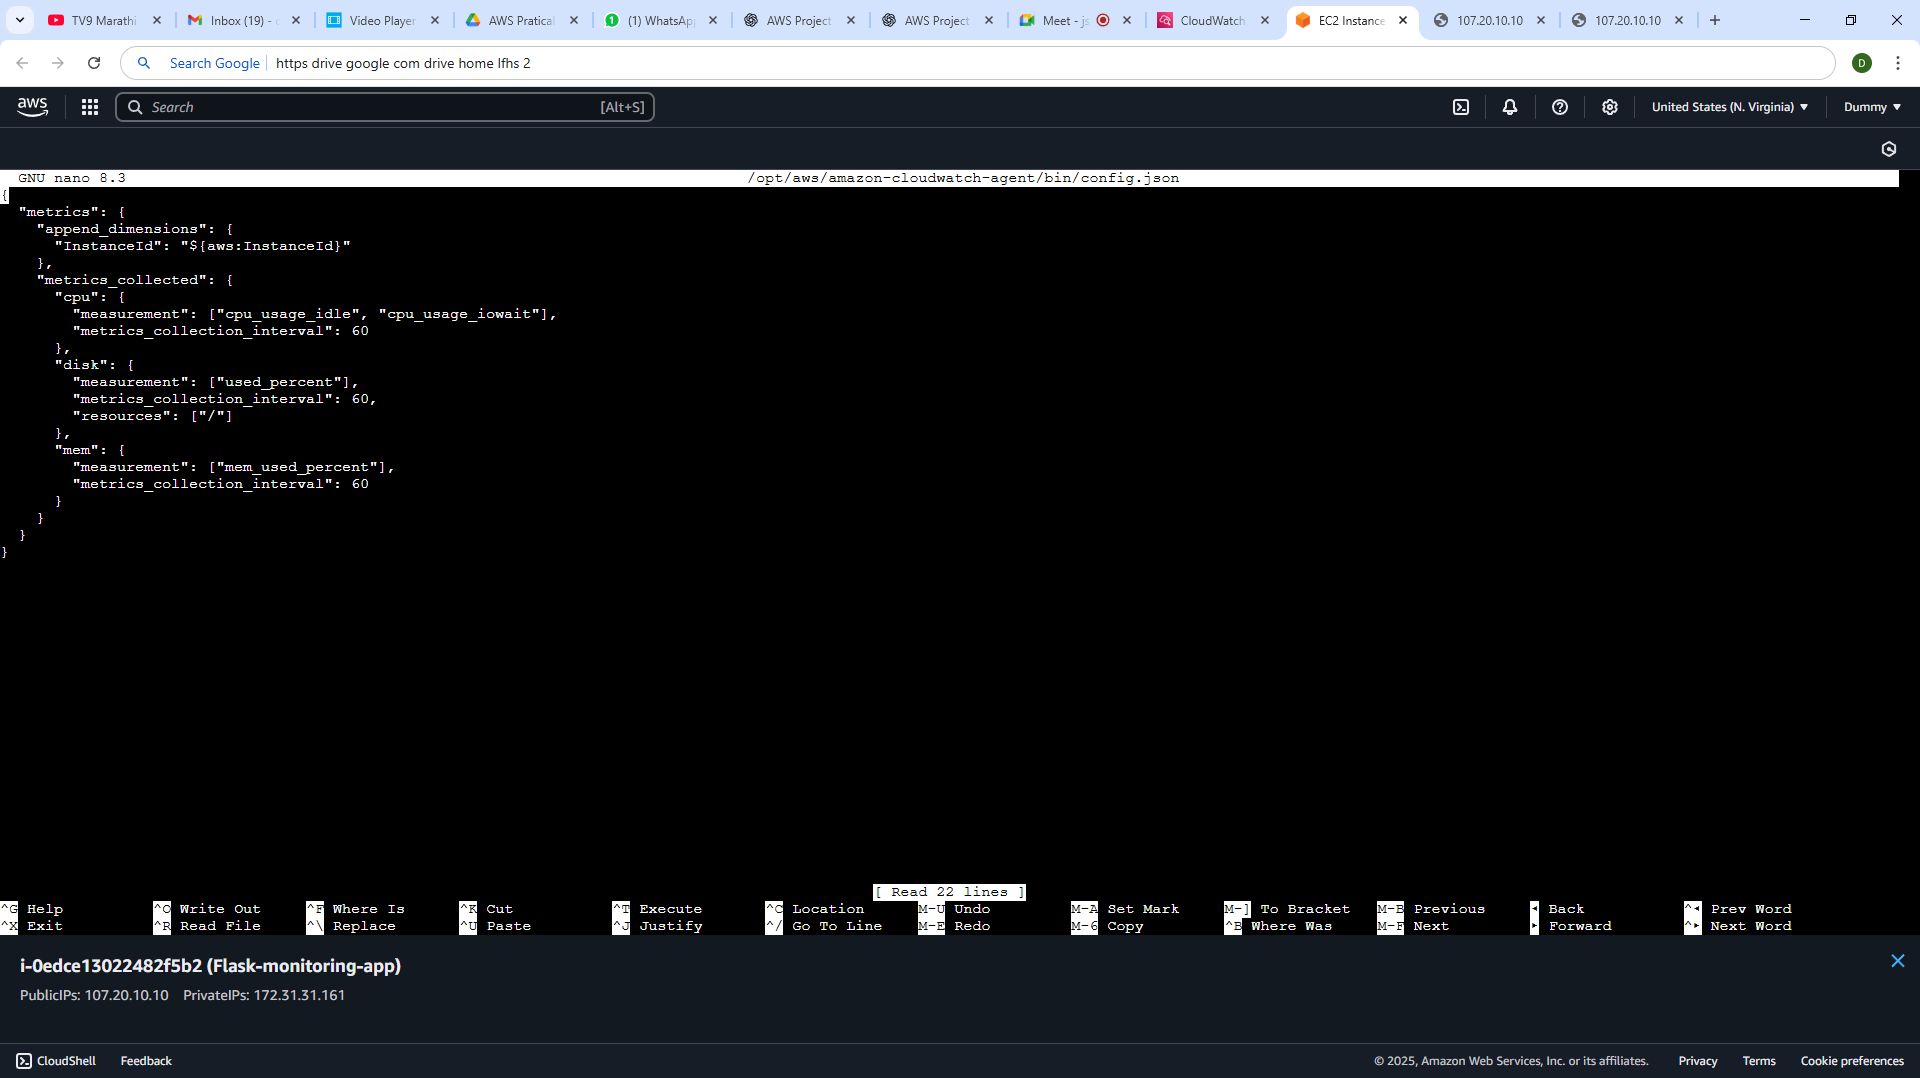 TV9 Marathi
Inbox (19) - c
Video Player
AWS Pratical
(1) WhatsApp
AWS Project
AWS Project
Meet - js
CloudWatch
EC2 Instance
107.20.10.10
107.20.10.10
Search Google
https drive google com drive home lfhs 2
D
aws
Search
[Alt+S]
United States (N. Virginia)
Dummy
GNU nano 8.3
/opt/aws/amazon-cloudwatch-agent/bin/config.json
{
  "metrics": {
    "append_dimensions": {
      "InstanceId": "${aws:InstanceId}"
    },
    "metrics_collected": {
      "cpu": {
        "measurement": ["cpu_usage_idle", "cpu_usage_iowait"],
        "metrics_collection_interval": 60
      },
      "disk": {
        "measurement": ["used_percent"],
        "metrics_collection_interval": 60,
        "resources": ["/"]
      },
      "mem": {
        "measurement": ["mem_used_percent"],
        "metrics_collection_interval": 60
      }
    }
  }
}
[ Read 22 lines ]
^G Help ^O Write Out ^F Where Is ^K Cut ^T Execute ^C Location M-U Undo M-A Set Mark M-] To Bracket M-B Previous ◂ Back ^◂ Prev Word
^X Exit ^R Read File ^\ Replace ^U Paste ^J Justify ^/ Go To Line M-E Redo M-6 Copy ^B Where Was M-F Next ▸ Forward ^▸ Next Word
i-0edce13022482f5b2 (Flask-monitoring-app)
PublicIPs: 107.20.10.10 PrivateIPs: 172.31.31.161
CloudShell
Feedback
© 2025, Amazon Web Services, Inc. or its affiliates.
Privacy
Terms
Cookie preferences